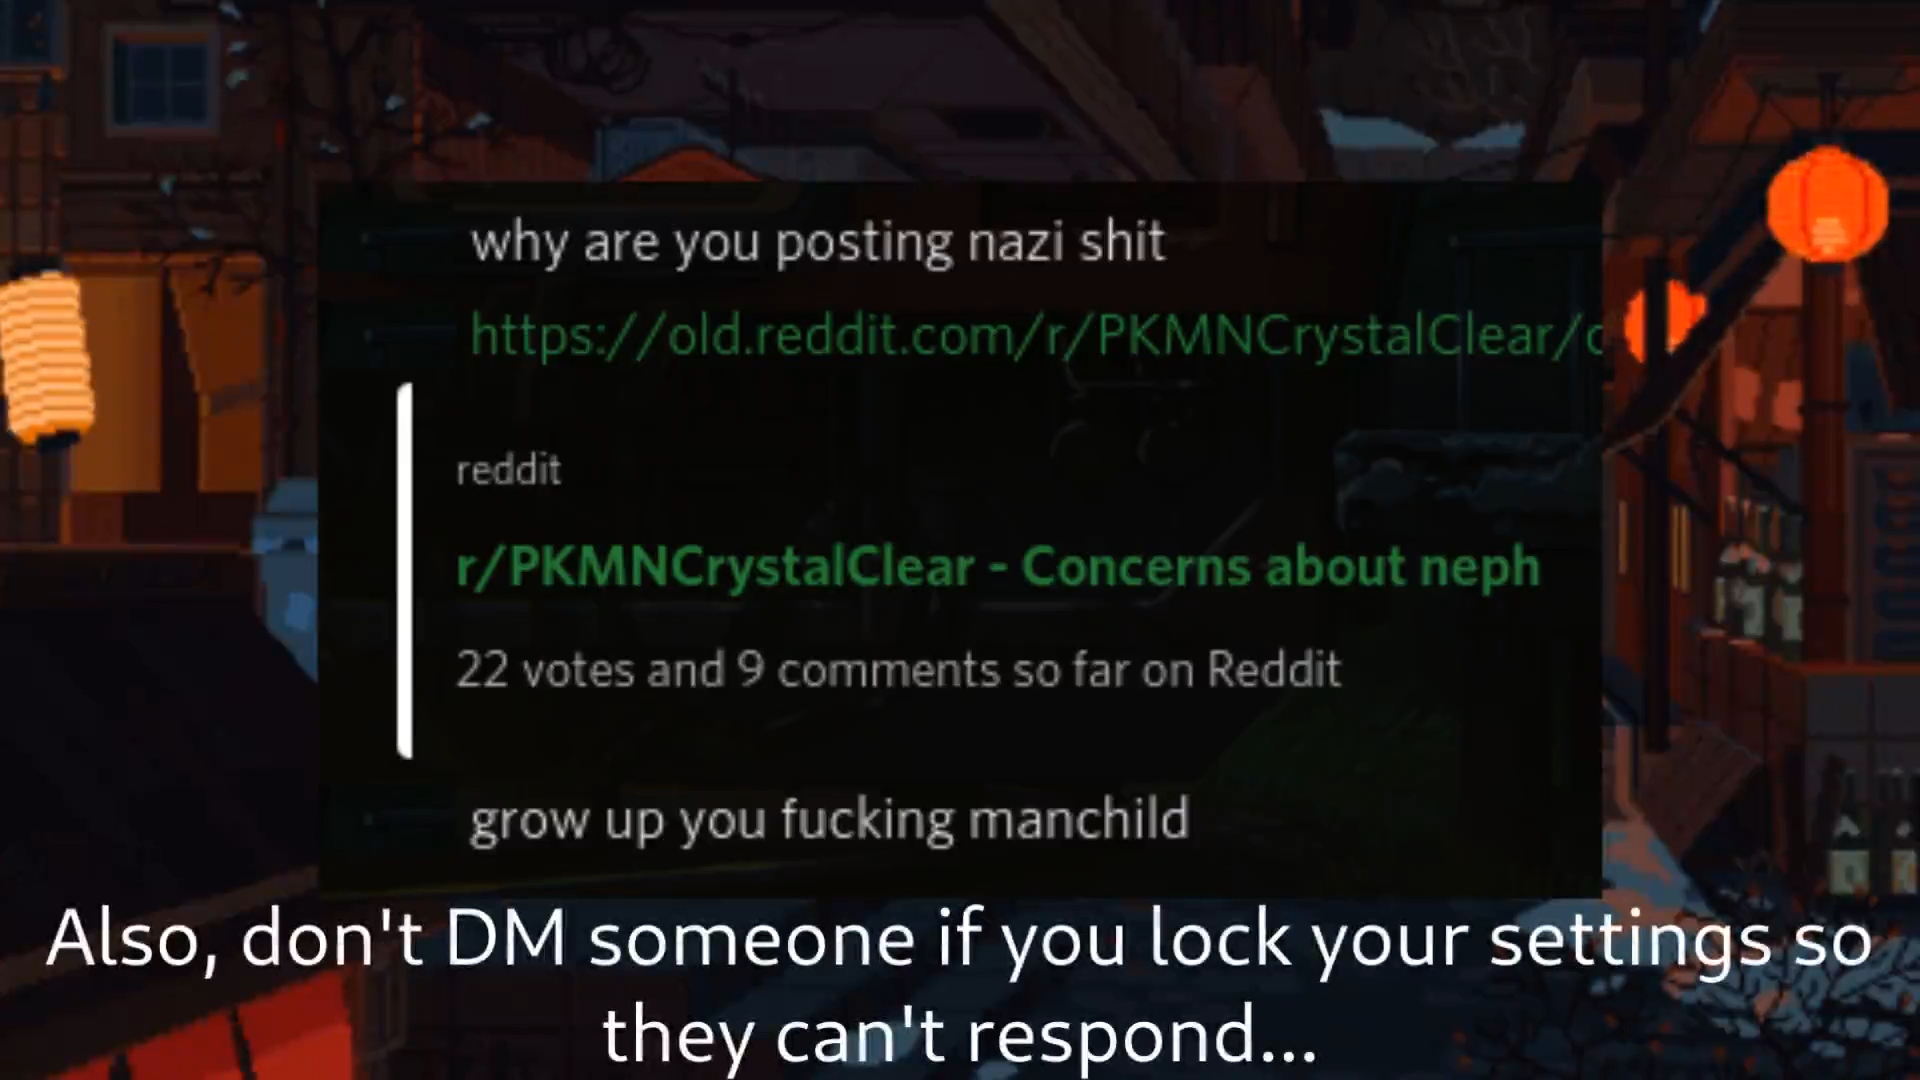 why are you posting nazi shit
https://old.reddit.com/r/PKMNCrystalClear/c
reddit
r/PKMNCrystalClear - Concerns about neph
22 votes and 9 comments so far on Reddit
grow up you fucking manchild
Also, don't DM someone if you lock your settings so
they can't respond...